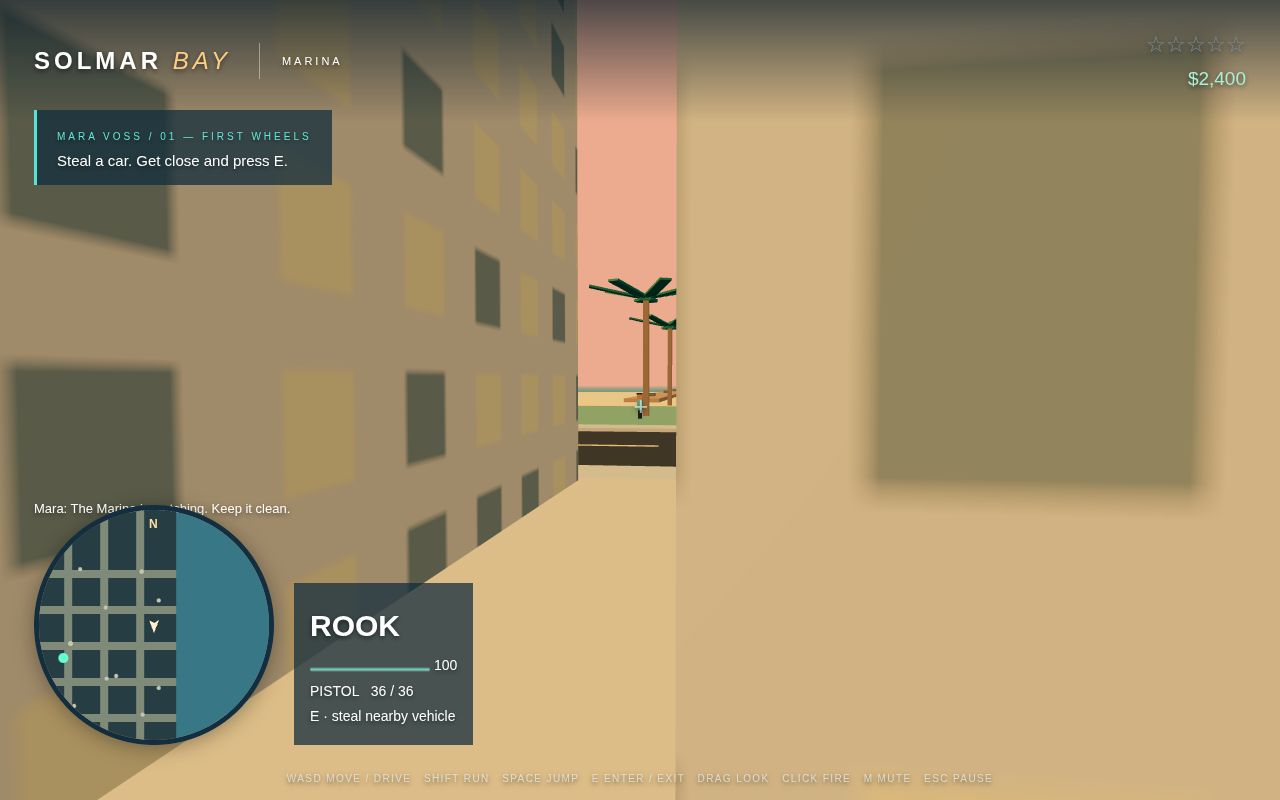 SOLMAR BAY
MARINA
☆☆☆☆☆
$2,400
MARA VOSS / 01 — FIRST WHEELS
Steal a car. Get close and press E.
Mara: The Marina hing. Keep it clean.
N
ROOK
100
PISTOL 36 / 36
E · steal nearby vehicle
WASD MOVE / DRIVE SHIFT RUN SPACE JUMP E ENTER / EXIT DRAG LOOK CLICK FIRE M MUTE ESC PAUSE